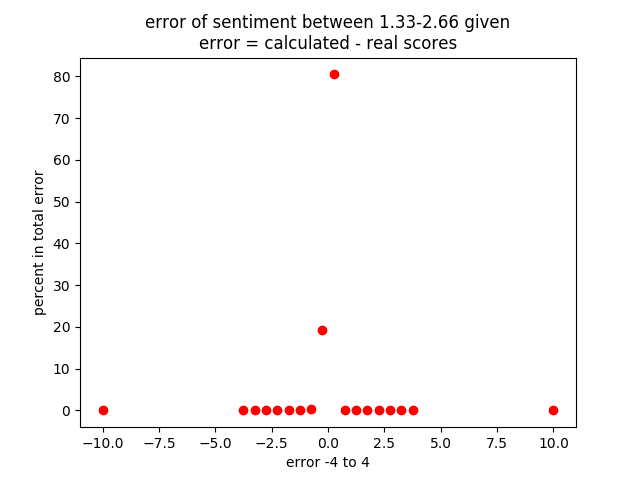 error of sentiment between 1.33-2.66 given
error = calculated - real scores
80
70
60
50
40
30
20
10
0
percent in total error
−10.0 −7.5 −5.0 −2.5 0.0 2.5 5.0 7.5 10.0
error -4 to 4